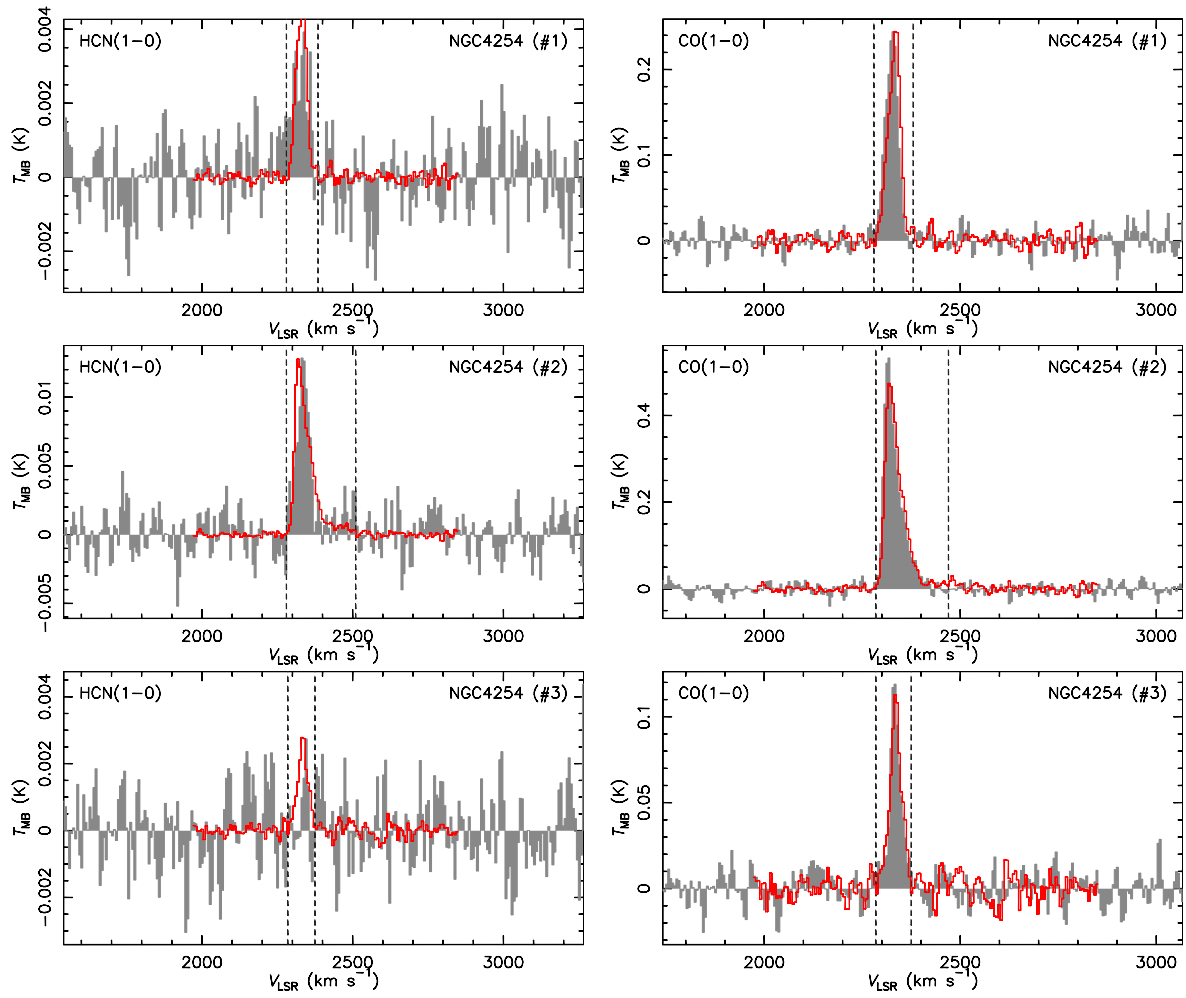 HCN(1−0) NGC4254 (#1)
T_MB (K)
0.004
0.002
0
−0.002
2000 2500 3000
V_LSR (km s⁻¹)
CO(1−0) NGC4254 (#1)
T_MB (K)
0.2
0.1
0
2000 2500 3000
V_LSR (km s⁻¹)
HCN(1−0) NGC4254 (#2)
T_MB (K)
0.01
0.005
0
−0.005
2000 2500 3000
V_LSR (km s⁻¹)
CO(1−0) NGC4254 (#2)
T_MB (K)
0.4
0.2
0
2000 2500 3000
V_LSR (km s⁻¹)
HCN(1−0) NGC4254 (#3)
T_MB (K)
0.004
0.002
0
−0.002
2000 2500 3000
V_LSR (km s⁻¹)
CO(1−0) NGC4254 (#3)
T_MB (K)
0.1
0.05
0
2000 2500 3000
V_LSR (km s⁻¹)